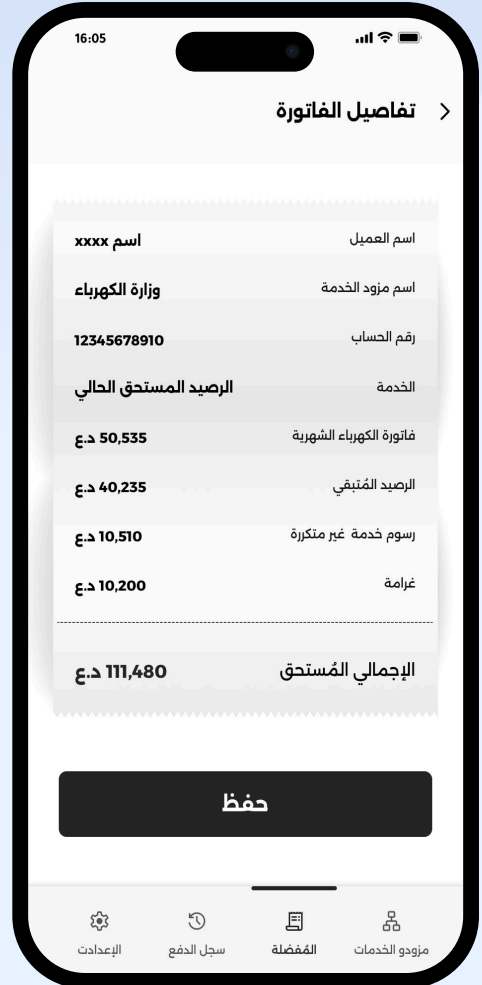 16:05
تفاصيل الفاتورة
اسم العميل اسم xxxx
اسم مزود الخدمة وزارة الكهرباء
رقم الحساب 12345678910
الخدمة الرصيد المستحق الحالي
فاتورة الكهرباء الشهرية 50,535 د.ع
الرصيد المُتبقي 40,235 د.ع
رسوم خدمة غير متكررة 10,510 د.ع
غرامة 10,200 د.ع
الإجمالي المُستحق 111,480 د.ع
حفظ
مزودو الخدمات المُفضلة سجل الدفع الإعدادت